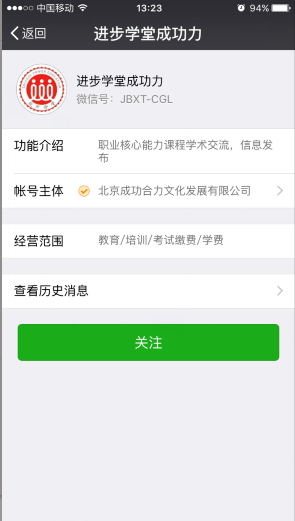 中国移动 13:23 94%
返回 进步学堂成功力
进步学堂成功力
微信号：JBXT-CGL
功能介绍 职业核心能力课程学术交流，信息发
布
帐号主体 北京成功合力文化发展有限公司
经营范围 教育/培训/考试缴费/学费
查看历史消息
关注